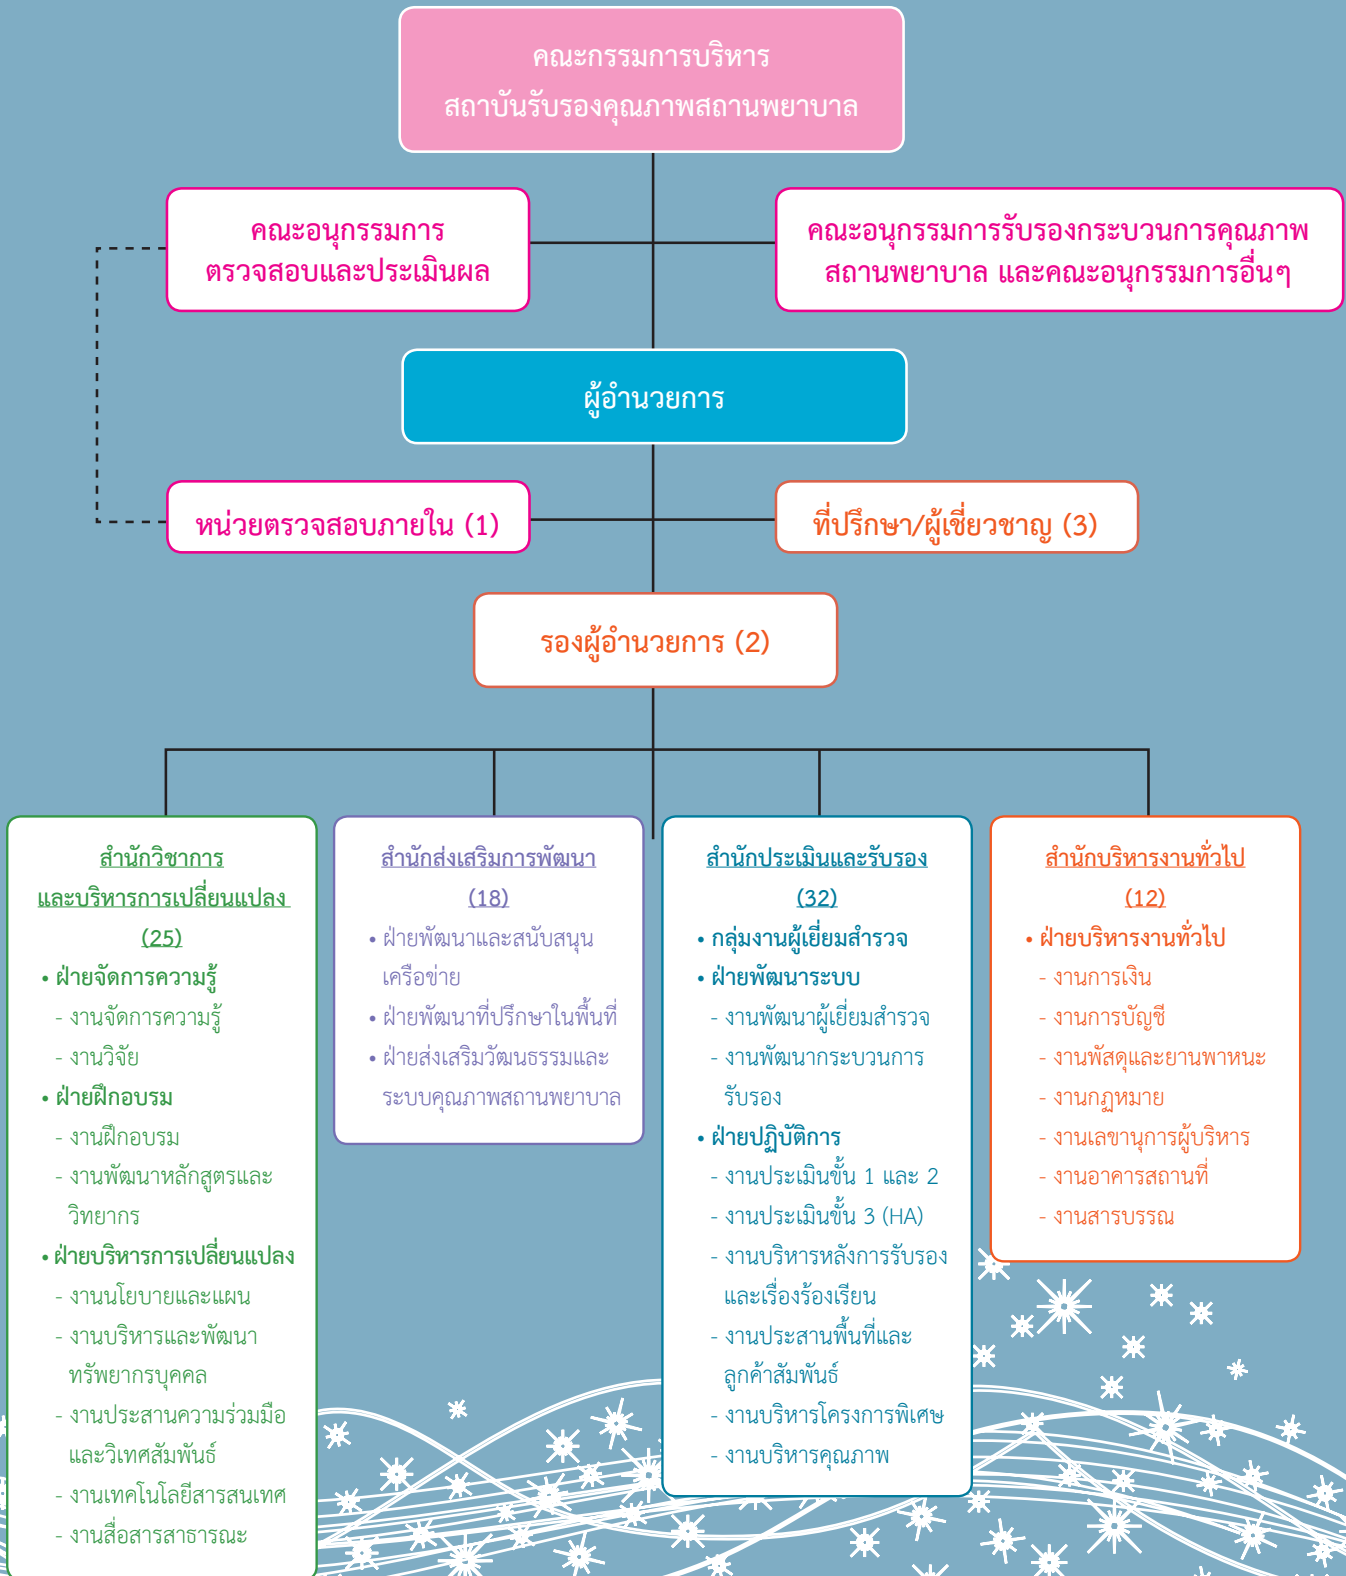 คณะกรรมการบริหาร
สถาบันรับรองคุณภาพสถานพยาบาล
คณะอนุกรรมการ
ตรวจสอบและประเมินผล
คณะอนุกรรมการรับรองกระบวนการคุณภาพ
สถานพยาบาล และคณะอนุกรรมการอื่นๆ
ผู้อำนวยการ
หน่วยตรวจสอบภายใน (1)
ที่ปรึกษา/ผู้เชี่ยวชาญ (3)
รองผู้อำนวยการ (2)
สำนักวิชาการ
และบริหารการเปลี่ยนแปลง
(25)
• ฝ่ายจัดการความรู้
- งานจัดการความรู้
- งานวิจัย
• ฝ่ายฝึกอบรม
- งานฝึกอบรม
- งานพัฒนาหลักสูตรและ
วิทยากร
• ฝ่ายบริหารการเปลี่ยนแปลง
- งานนโยบายและแผน
- งานบริหารและพัฒนา
ทรัพยากรบุคคล
- งานประสานความร่วมมือ
และวิเทศสัมพันธ์
- งานเทคโนโลยีสารสนเทศ
- งานสื่อสารสาธารณะ
สำนักส่งเสริมการพัฒนา
(18)
• ฝ่ายพัฒนาและสนับสนุน
เครือข่าย
• ฝ่ายพัฒนาที่ปรึกษาในพื้นที่
• ฝ่ายส่งเสริมวัฒนธรรมและ
ระบบคุณภาพสถานพยาบาล
สำนักประเมินและรับรอง
(32)
• กลุ่มงานผู้เยี่ยมสำรวจ
• ฝ่ายพัฒนาระบบ
- งานพัฒนาผู้เยี่ยมสำรวจ
- งานพัฒนากระบวนการ
รับรอง
• ฝ่ายปฏิบัติการ
- งานประเมินขั้น 1 และ 2
- งานประเมินขั้น 3 (HA)
- งานบริหารหลังการรับรอง
และเรื่องร้องเรียน
- งานประสานพื้นที่และ
ลูกค้าสัมพันธ์
- งานบริหารโครงการพิเศษ
- งานบริหารคุณภาพ
สำนักบริหารงานทั่วไป
(12)
• ฝ่ายบริหารงานทั่วไป
- งานการเงิน
- งานการบัญชี
- งานพัสดุและยานพาหนะ
- งานกฏหมาย
- งานเลขานุการผู้บริหาร
- งานอาคารสถานที่
- งานสารบรรณ